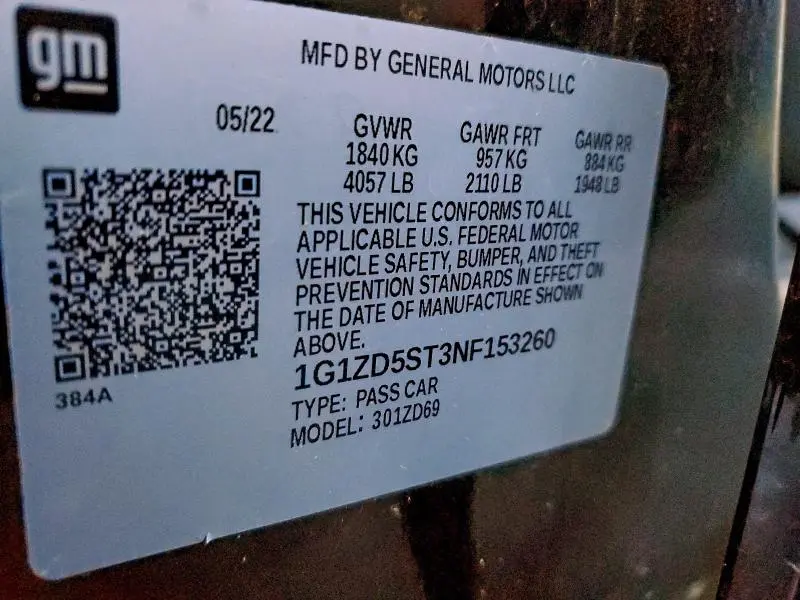 gm
MFD BY GENERAL MOTORS LLC
05/22
GVWR GAWR FRT GAWR RR
1840 KG 957 KG 884 KG
4057 LB 2110 LB 1948 LB
THIS VEHICLE CONFORMS TO ALL
APPLICABLE U.S. FEDERAL MOTOR
VEHICLE SAFETY, BUMPER, AND THEFT
PREVENTION STANDARDS IN EFFECT ON
THE DATE OF MANUFACTURE SHOWN
ABOVE.
1G1ZD5ST3NF153260
TYPE: PASS CAR
MODEL: 301ZD69
384A